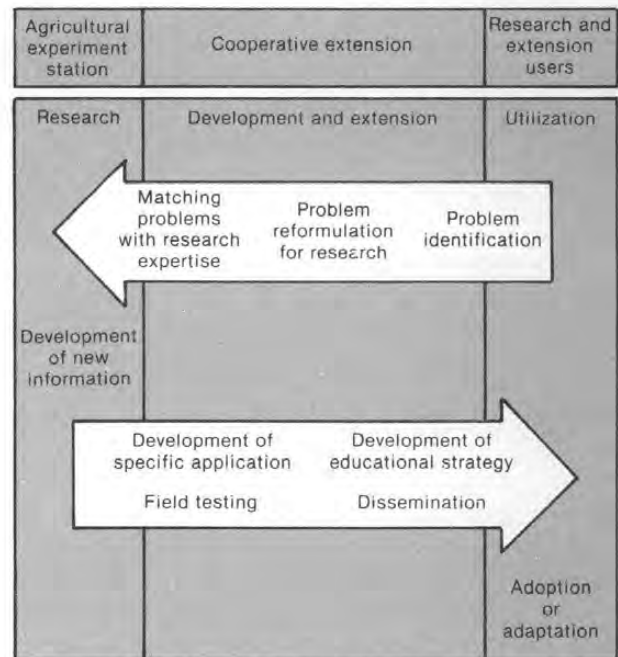 Agricultural
experiment
station
Cooperative extension
Research and
extension
users
Research
Development and extension
Utilization
Matching
problems
with research
expertise
Problem
reformulation
for research
Problem
identification
Development
of new
information
Development of
specific application
Development of
educational strategy
Field testing
Dissemination
Adoption
or
adaptation